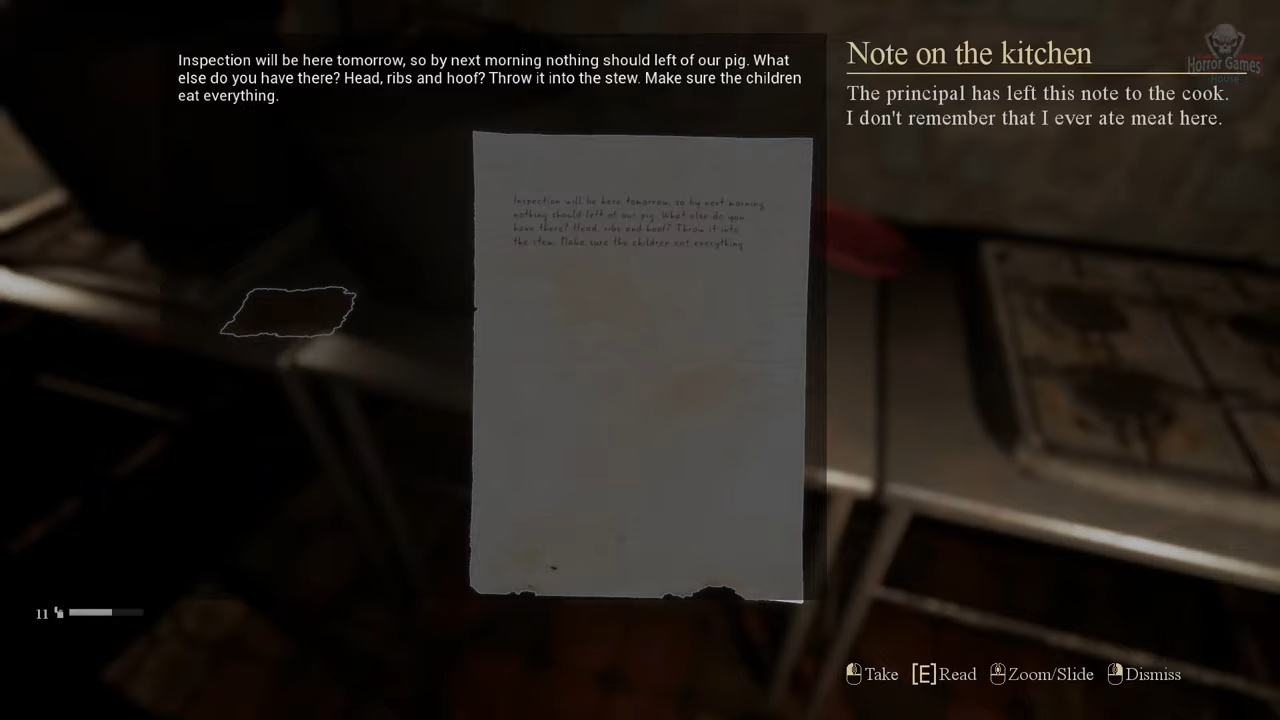 Inspection will be here tomorrow, so by next morning nothing should left of our pig. What
else do you have there? Head, ribs and hoof? Throw it into the stew. Make sure the children
eat everything.
Note on the kitchen
Horror Games
HOUSE
The principal has left this note to the cook.
I don't remember that I ever ate meat here.
Inspection will be here tomorrow, so by next morning
nothing should left of our pig. What else do you
have there? Head, ribs and hoof? Throw it into
the stew. Make sure the children eat everything
11
Take [E]Read Zoom/Slide Dismiss